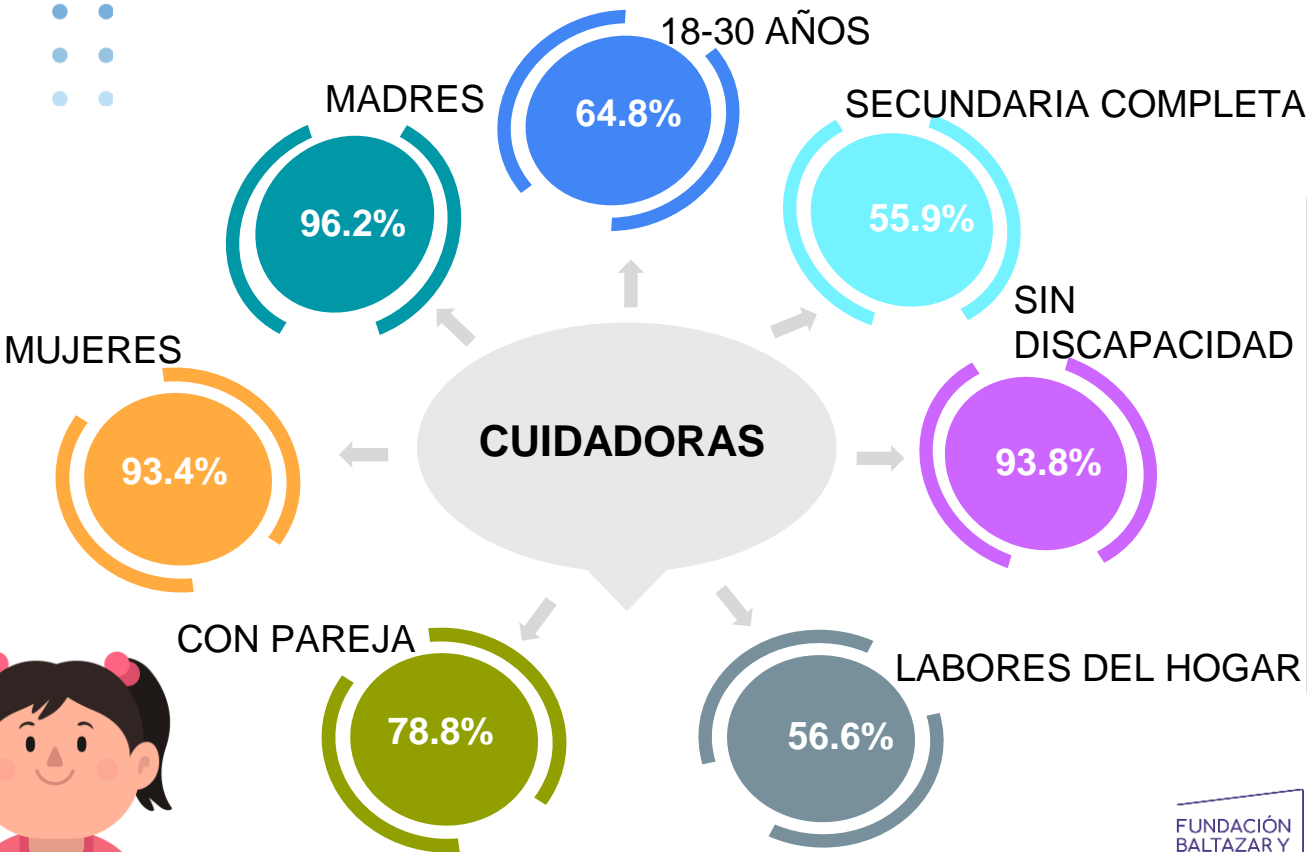 18-30 AÑOS
64.8%
MADRES
96.2%
SECUNDARIA COMPLETA
55.9%
SIN
DISCAPACIDAD
93.8%
MUJERES
93.4%
CUIDADORAS
CON PAREJA
78.8%
LABORES DEL HOGAR
56.6%
FUNDACIÓN
BALTAZAR Y